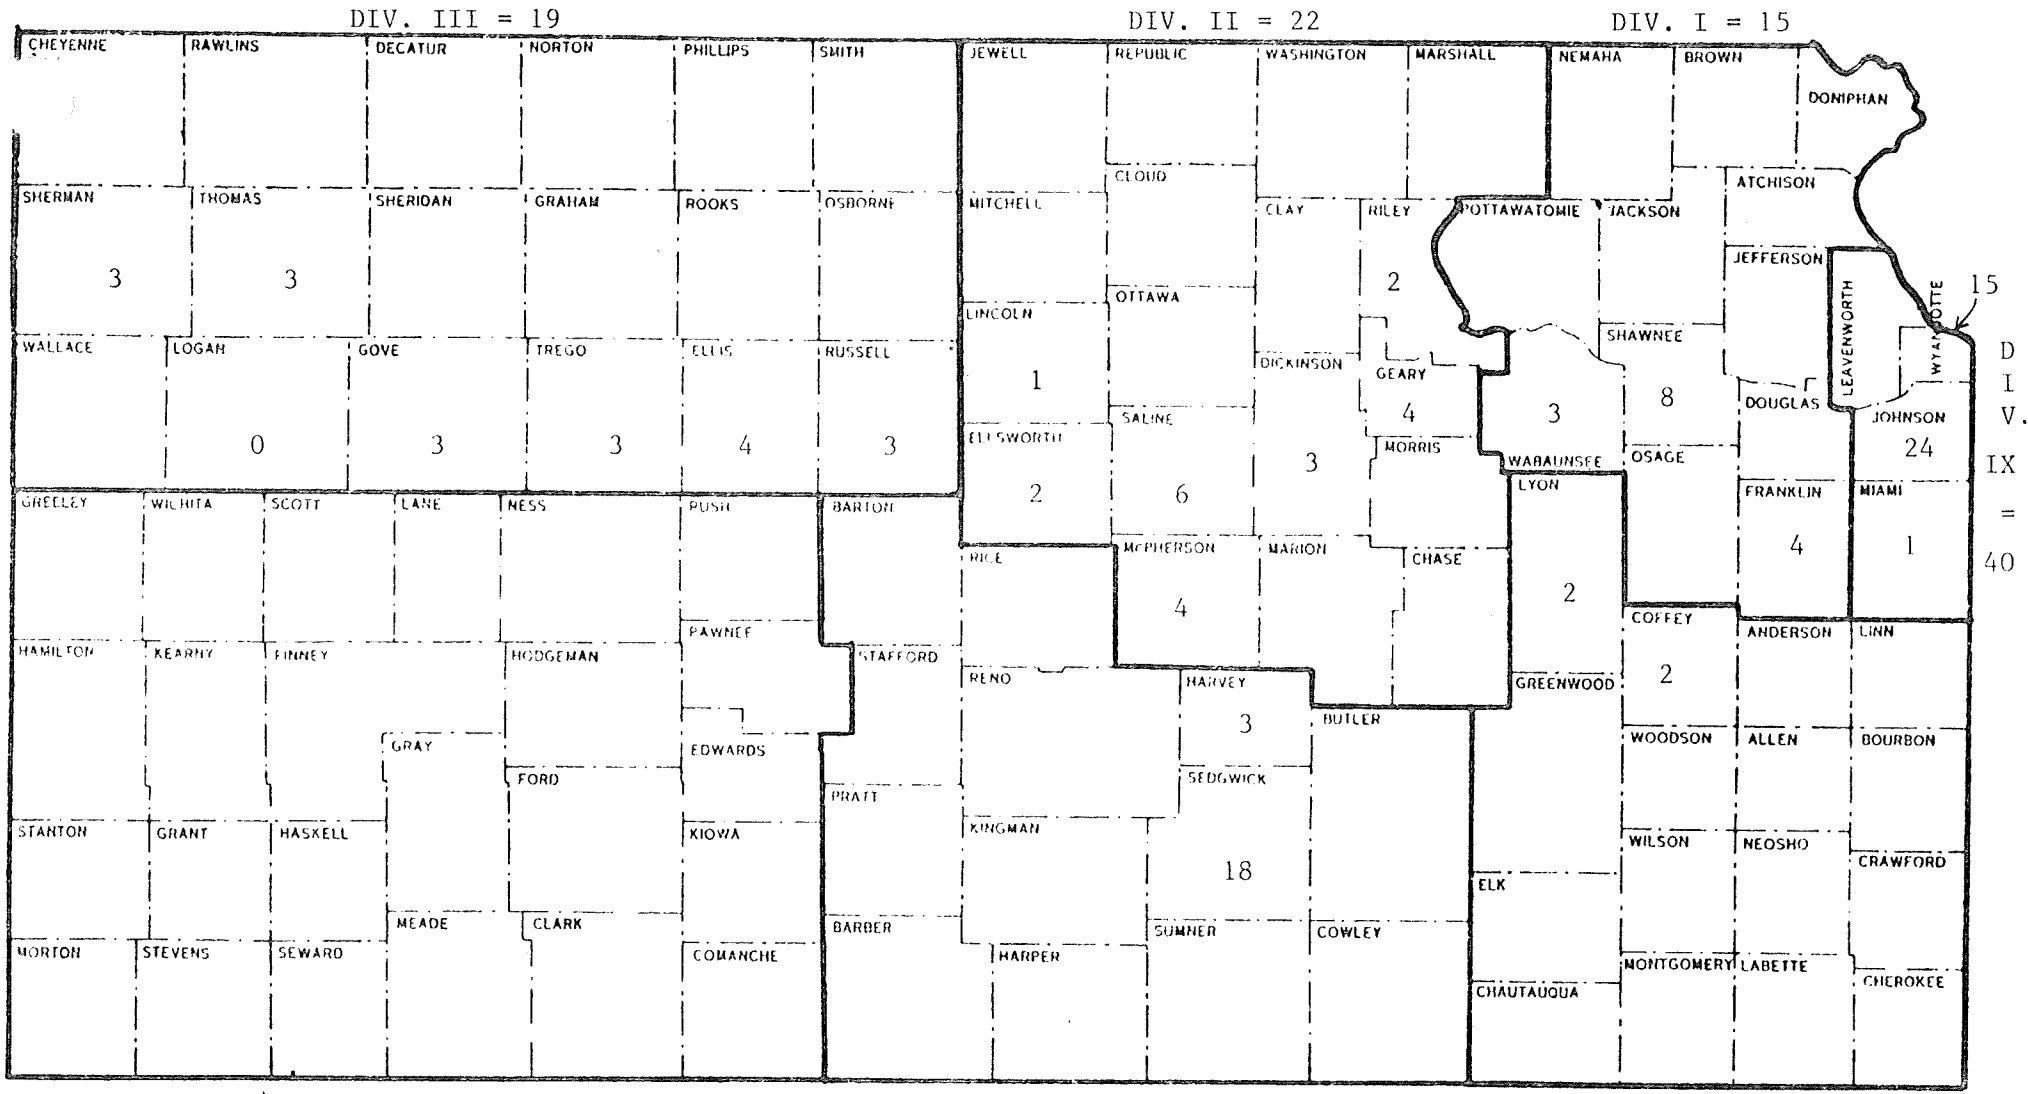 DIV. III = 19 DIV. II = 22 DIV. I = 15
CHEYENNE RAWLINS DECATUR NORTON PHILLIPS SMITH JEWELL REPUBLIC WASHINGTON MARSHALL NEMAHA BROWN
DONIPHAN
CLOUD ATCHISON
SHERMAN THOMAS SHERIDAN GRAHAM ROOKS OSBORNE MITCHELL CLAY RILEY POTTAWATOMIE JACKSON
JEFFERSON
3 3 2 15
OTTAWA LEAVENWORTH WYANDOTTE
LINCOLN
SHAWNEE
WALLACE LOGAN GOVE TREGO ELLIS RUSSELL DICKINSON
GEARY
1 8
4 3 DOUGLAS JOHNSON
SALINE
0 3 3 4 3 ELLSWORTH MORRIS 24
3 WABAUNSEE OSAGE
2 6 LYON FRANKLIN MIAMI
DIV. IX = 40
GREELEY WICHITA SCOTT LANE NESS RUSH BARTON
RICE McPHERSON MARION CHASE 4 1
4 2
PAWNEE COFFEY ANDERSON LINN
HAMILTON KEARNY FINNEY HODGEMAN STAFFORD
RENO HARVEY GREENWOOD 2
3 BUTLER
GRAY EDWARDS WOODSON ALLEN BOURBON
FORD SEDGWICK
PRATT
STANTON GRANT HASKELL KIOWA KINGMAN WILSON NEOSHO
CRAWFORD
18 ELK
MEADE CLARK BARBER SUMNER COWLEY
MORTON STEVENS SEWARD COMANCHE HARPER MONTGOMERY LABETTE
CHAUTAUQUA CHEROKEE